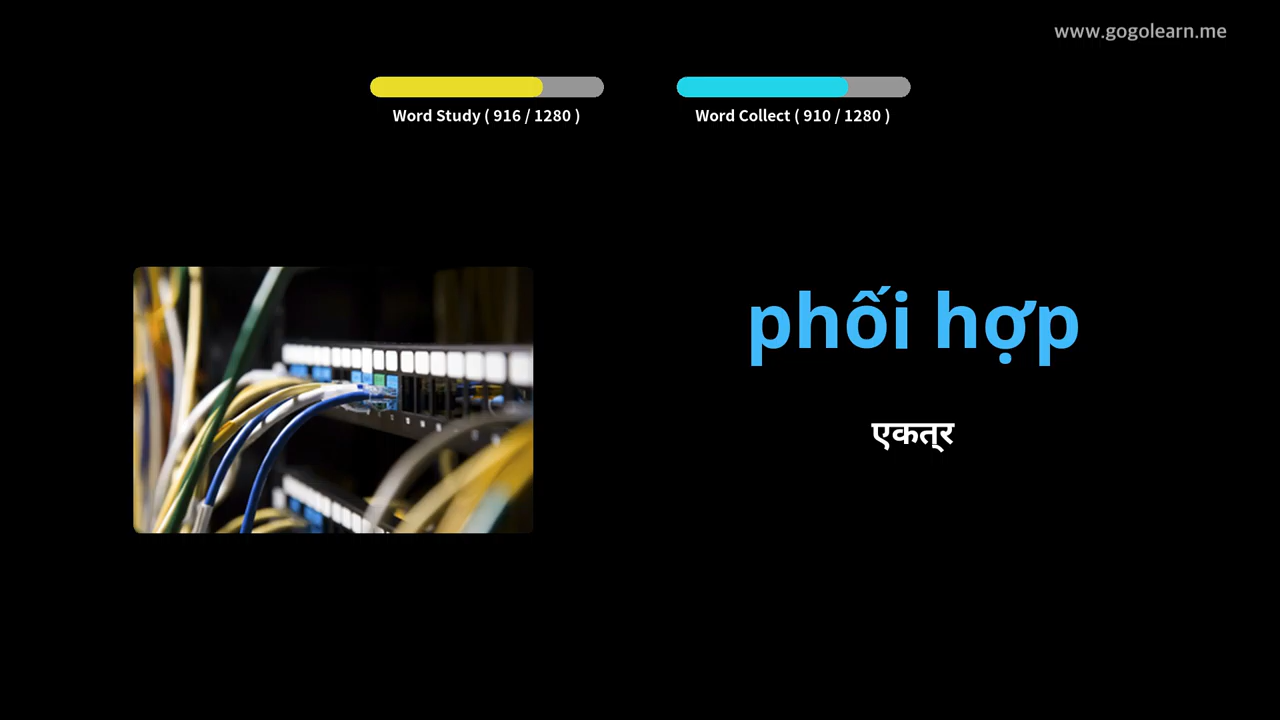 www.gogolearn.me
Word Study ( 916 / 1280 )
Word Collect ( 910 / 1280 )
phối hợp
एकत्र